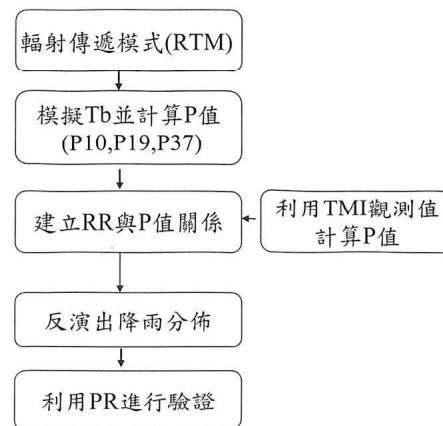 輻射傳遞模式(RTM)
模擬Tb並計算P值
(P10,P19,P37)
建立RR與P值關係
利用TMI觀測值
計算P值
反演出降雨分佈
利用PR進行驗證